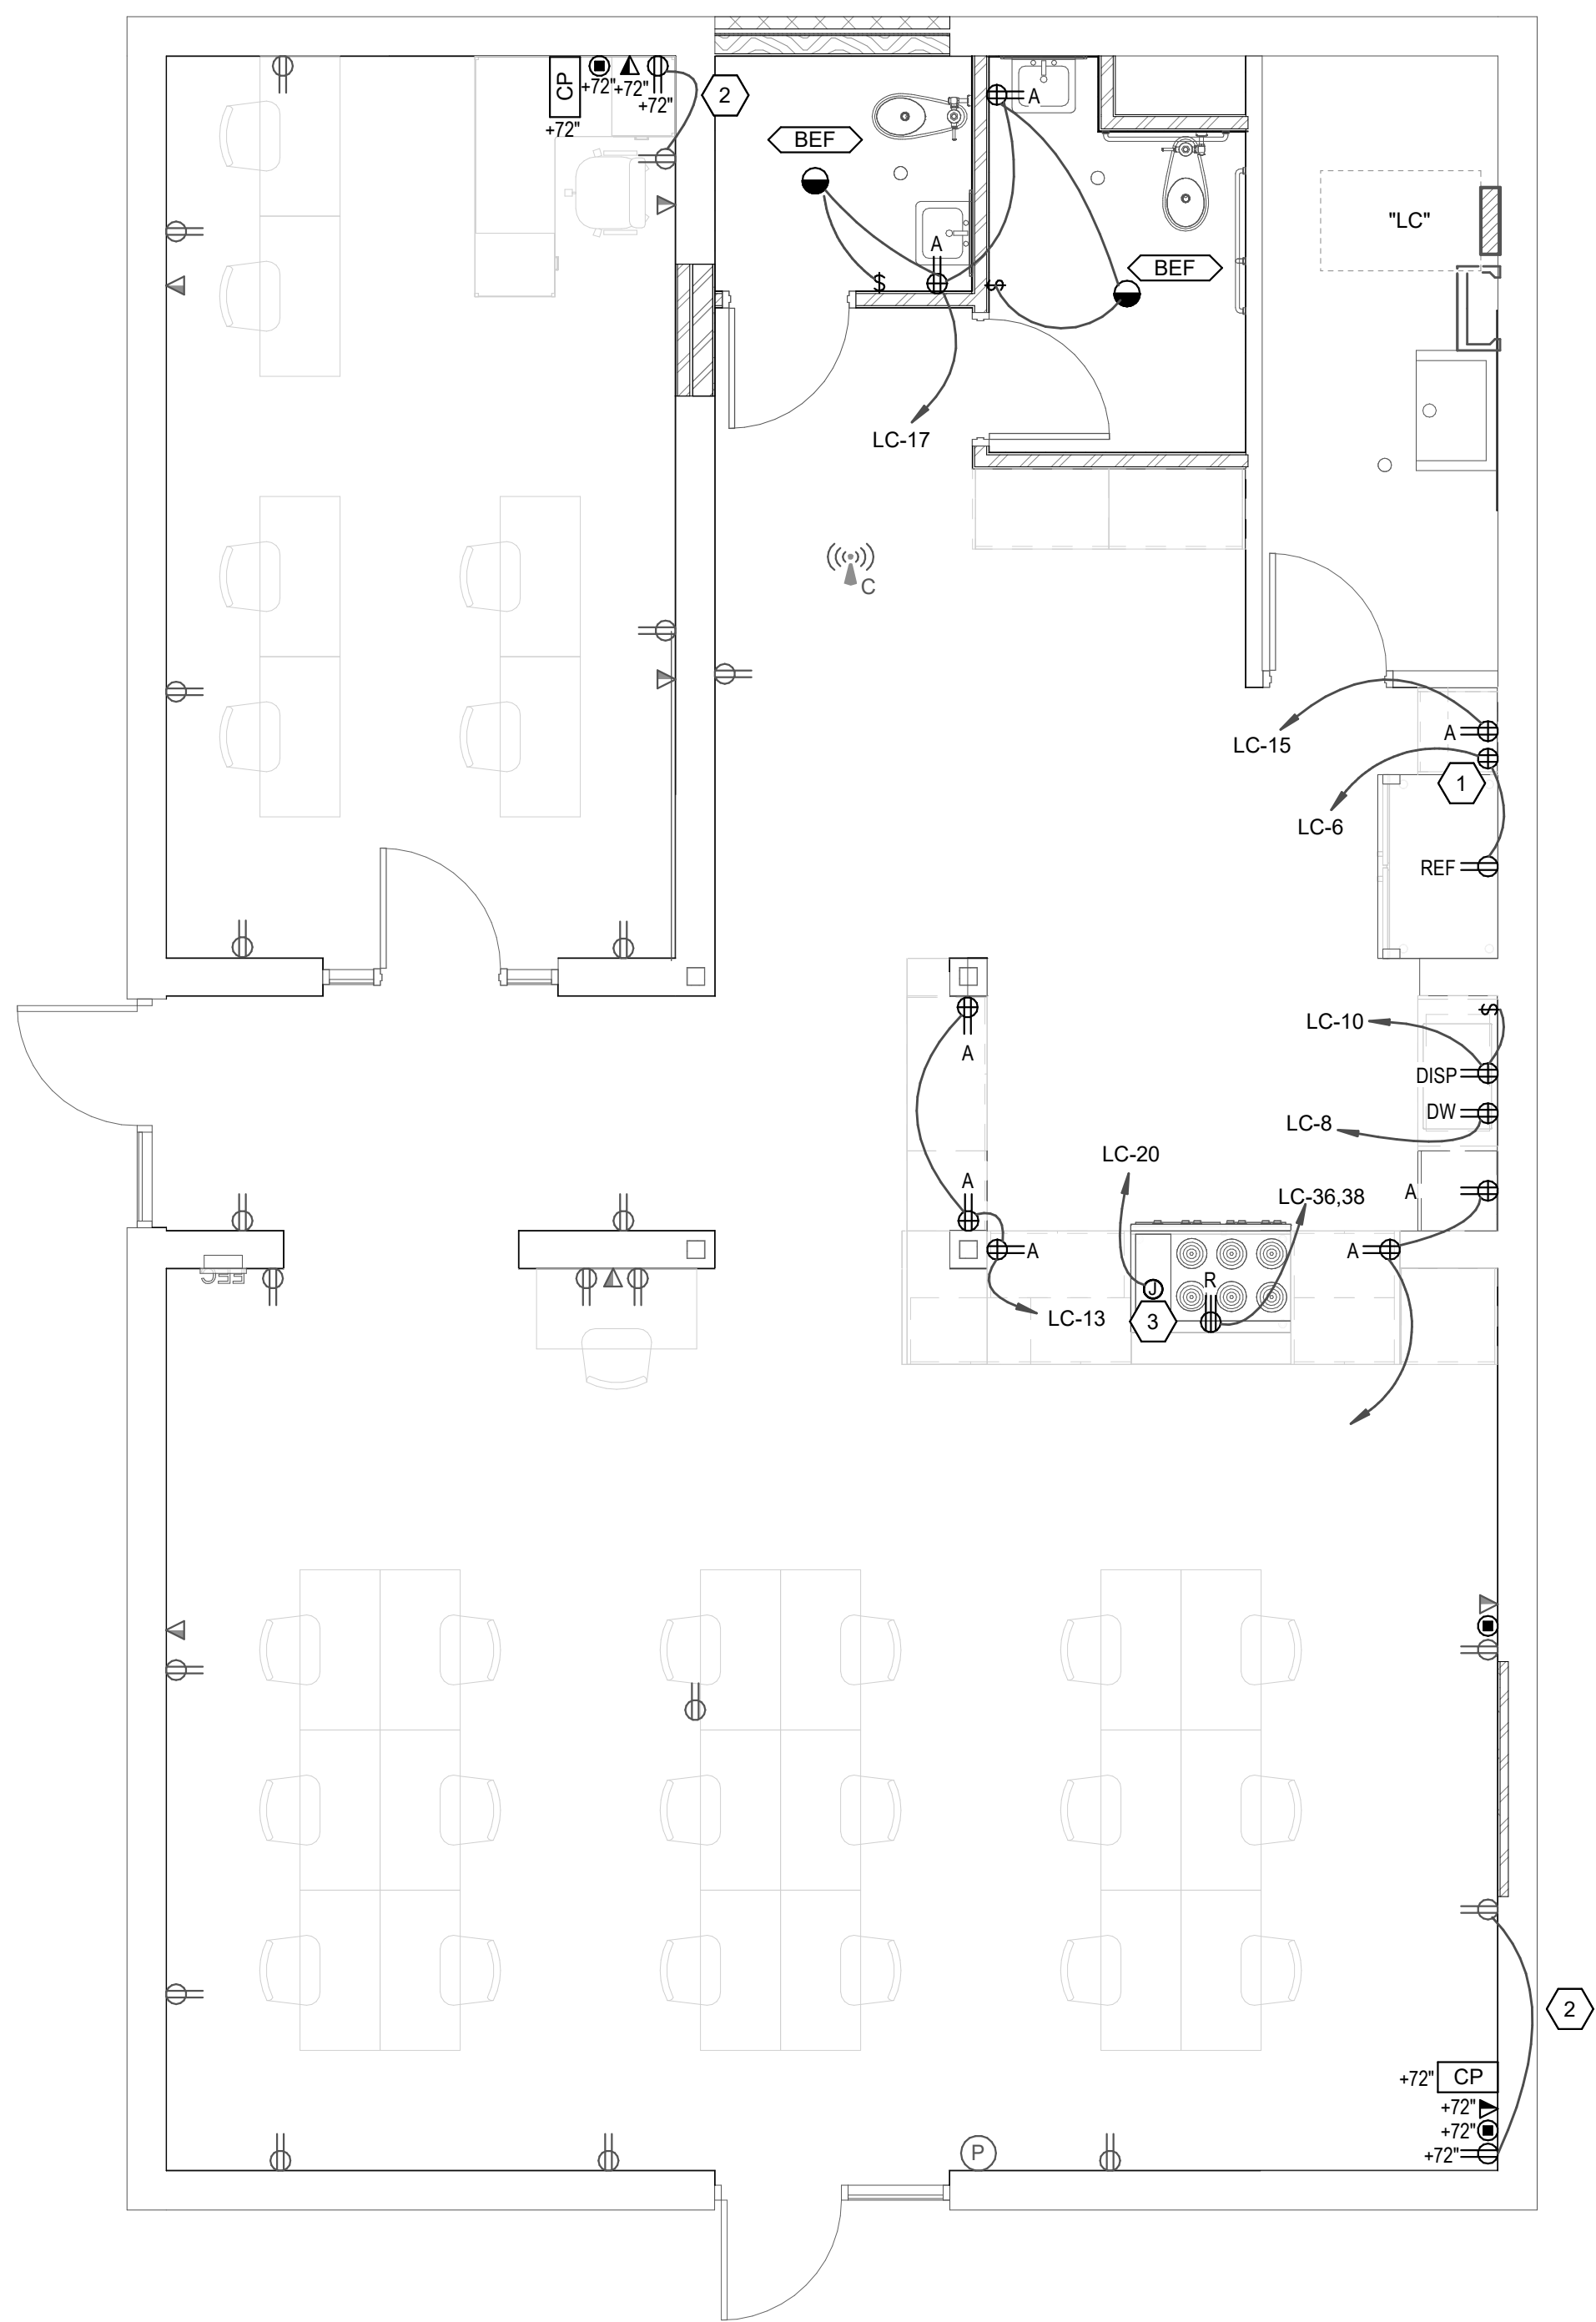 CP
+72"
+72"
+72"
+72"
2
A
BEF
"LC"
A
BEF
$
$
LC-17
C
A
LC-15
1
LC-6
REF
$
LC-10
A
DISP
DW
LC-8
LC-20
A
A
LC-36,38
A
A
FEC
J
R
LC-13
3
2
+72" CP
+72"
+72"
+72"
P